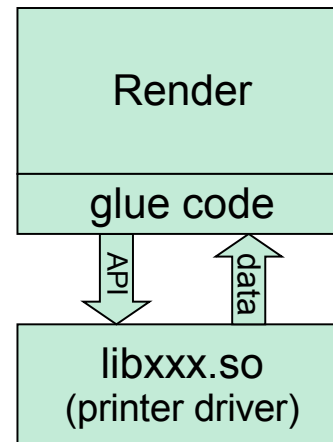 Render
glue code
API
data
libxxx.so
(printer driver)